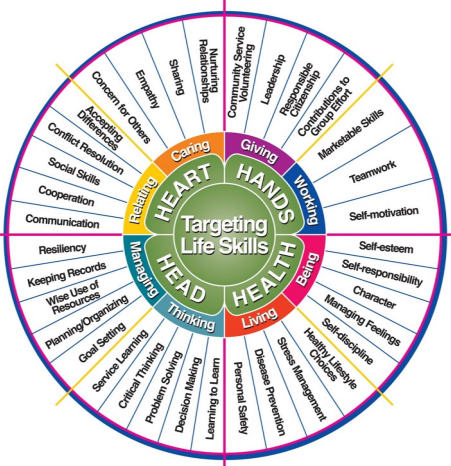 Targeting
Life Skills
HEART
HANDS
HEALTH
HEAD
Caring
Giving
Working
Being
Living
Thinking
Managing
Relating
Community Service
Volunteering
Leadership
Responsible
Citizenship
Contributions to
Group Effort
Marketable Skills
Teamwork
Self-motivation
Self-esteem
Self-responsibility
Character
Managing Feelings
Self-discipline
Healthy Lifestyle
Choices
Stress Management
Disease Prevention
Personal Safety
Learning to Learn
Decision Making
Problem Solving
Critical Thinking
Service Learning
Goal Setting
Planning/Organizing
Wise Use of
Resources
Keeping Records
Resiliency
Communication
Cooperation
Social Skills
Conflict Resolution
Accepting
Differences
Concern for Others
Empathy
Sharing
Nurturing
Relationships